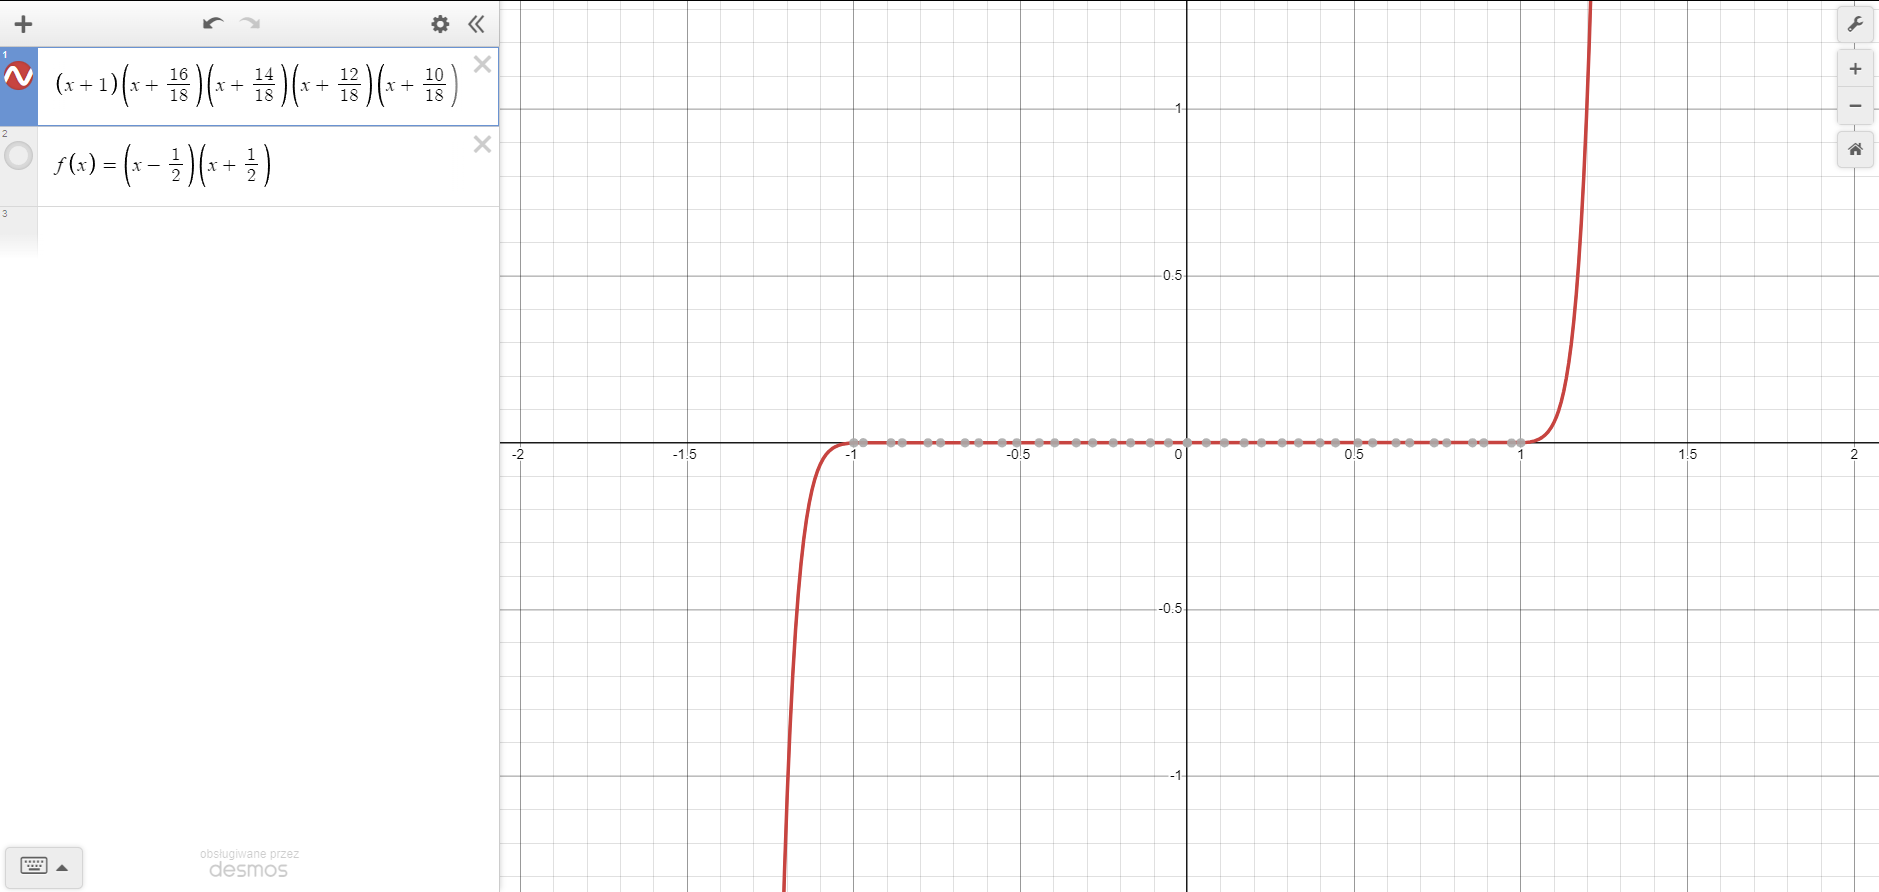 1
(x + 1)(x + 16/18)(x + 14/18)(x + 12/18)(x + 10/18)
2
f(x) = (x − 1/2)(x + 1/2)
3
1
0.5
-2 -1.5 -1 -0.5 0 0.5 1 1.5 2
-0.5
-1
obsługiwane przez
desmos